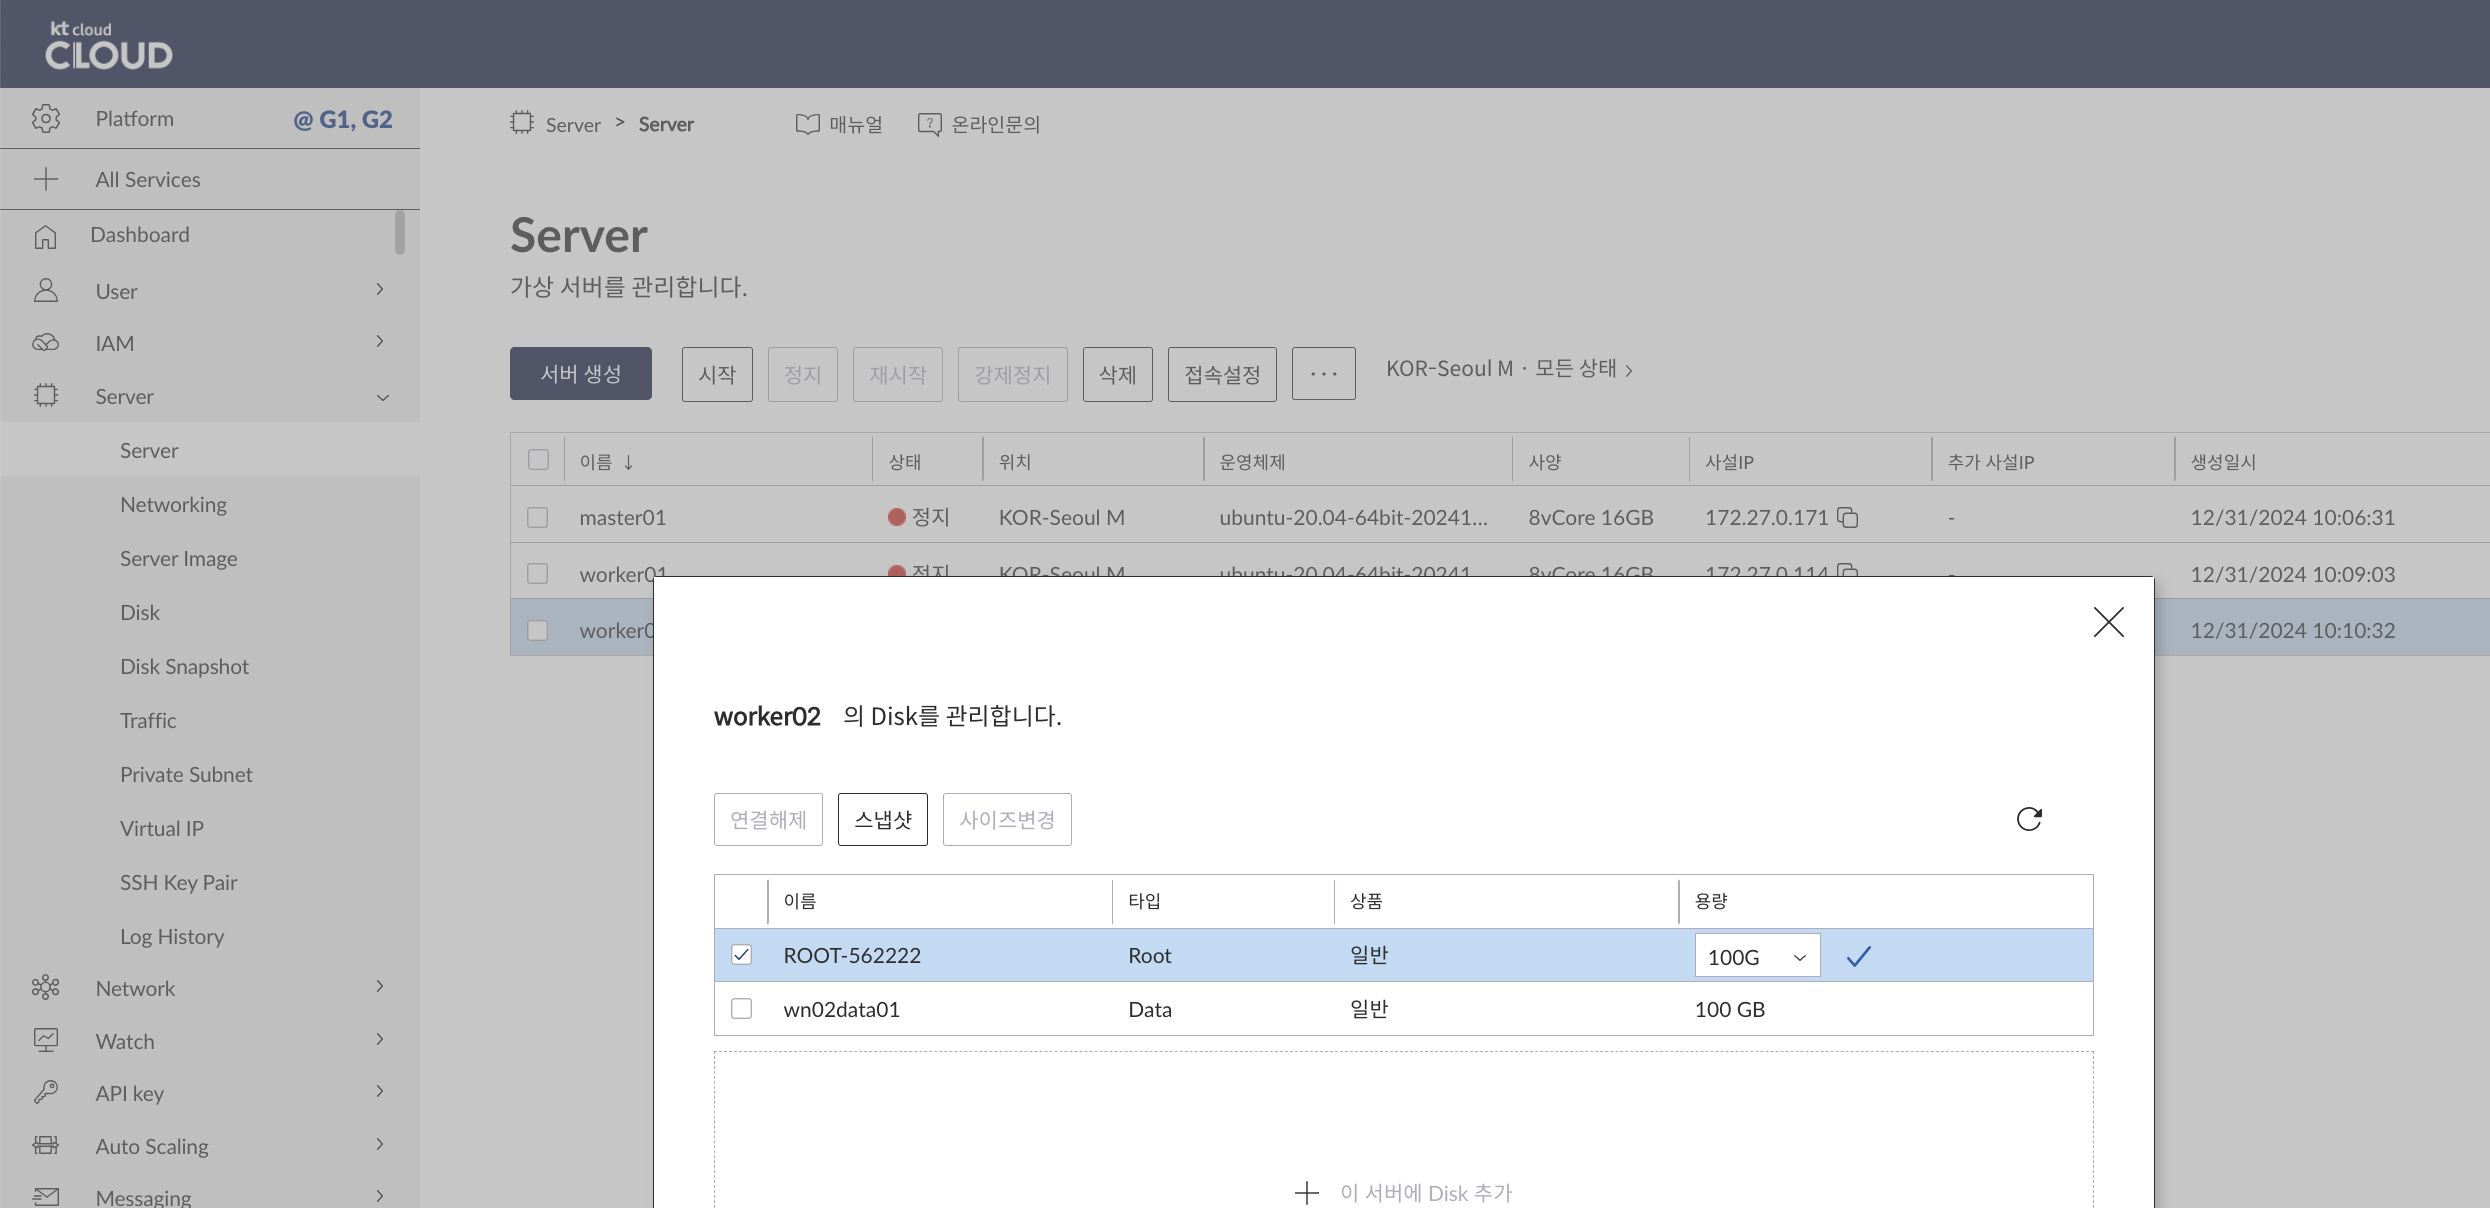 kt cloud
CLOUD
Platform @ G1, G2
All Services
Dashboard
User
IAM
Server
Server
Networking
Server Image
Disk
Disk Snapshot
Traffic
Private Subnet
Virtual IP
SSH Key Pair
Log History
Network
Watch
API key
Auto Scaling
Messaging
Server > Server 매뉴얼 온라인문의
Server
가상 서버를 관리합니다.
서버 생성 시작 정지 재시작 강제정지 삭제 접속설정 ··· KOR-Seoul M · 모든 상태 >
이름 ↓ 상태 위치 운영체제 사양 사설IP 추가 사설IP 생성일시
master01 정지 KOR-Seoul M ubuntu-20.04-64bit-20241... 8vCore 16GB 172.27.0.171 - 12/31/2024 10:06:31
worker01 정지 KOR-Seoul M ubuntu-20.04-64bit-20241... 8vCore 16GB 172.27.0.114 - 12/31/2024 10:09:03
worker0 12/31/2024 10:10:32
worker02 의 Disk를 관리합니다.
연결해제 스냅샷 사이즈변경
이름 타입 상품 용량
ROOT-562222 Root 일반 100G
wn02data01 Data 일반 100 GB
이 서버에 Disk 추가